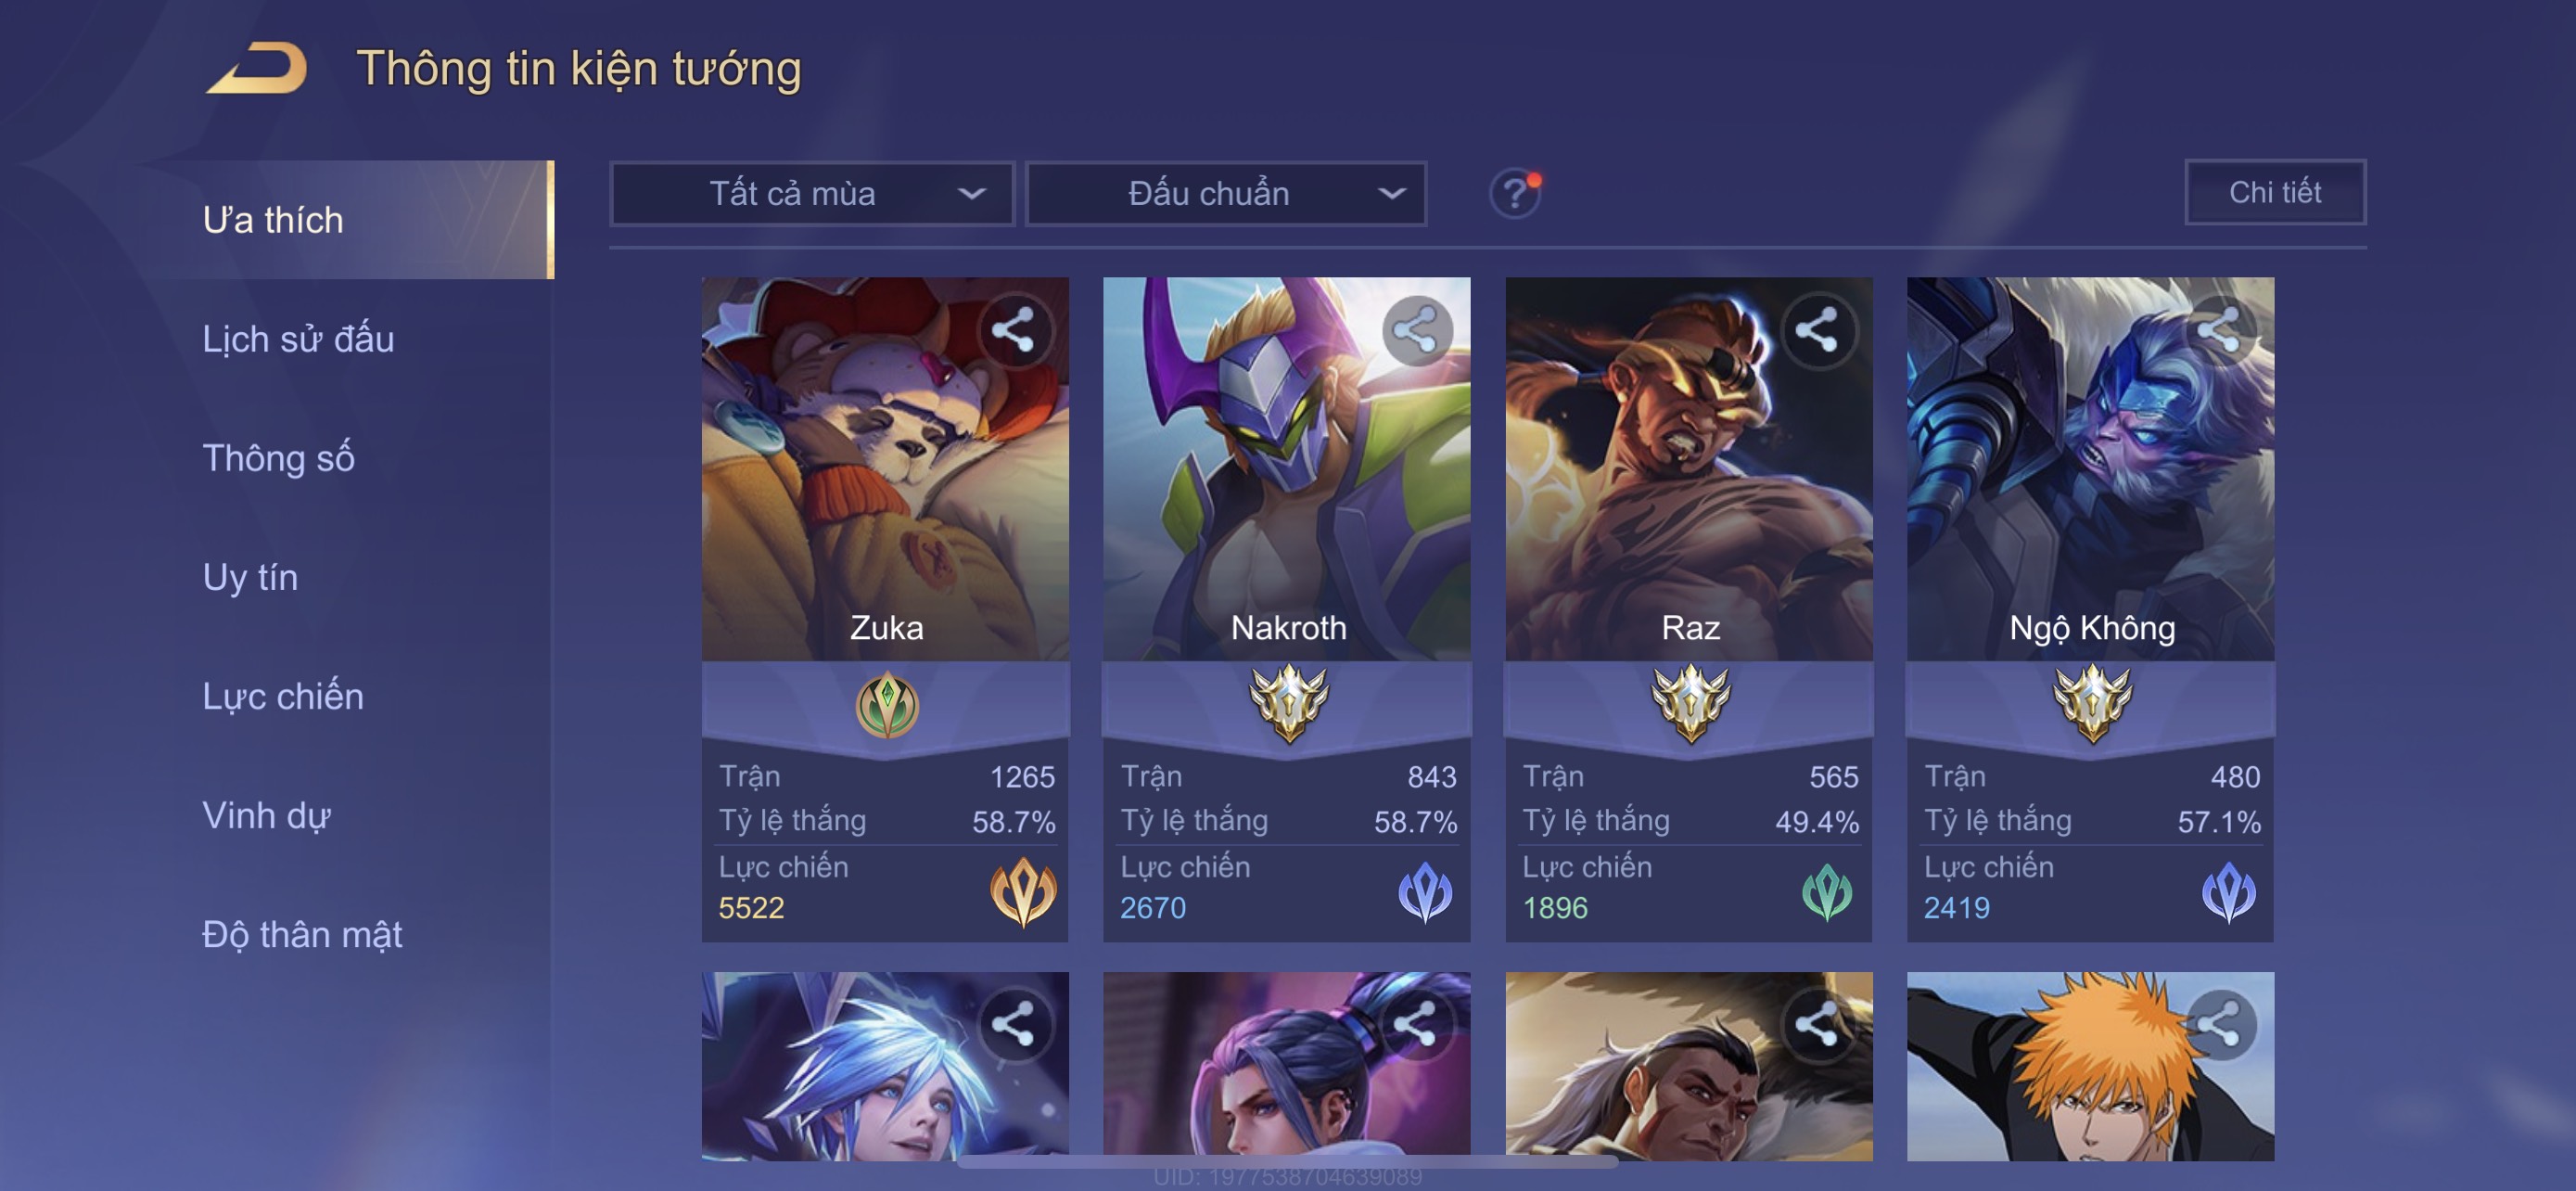 Thông tin kiện tướng
Ưa thích
Lịch sử đấu
Thông số
Uy tín
Lực chiến
Vinh dự
Độ thân mật
Tất cả mùa
Đấu chuẩn
?
Chi tiết
Zuka
Trận 1265
Tỷ lệ thắng 58.7%
Lực chiến
5522
Nakroth
Trận 843
Tỷ lệ thắng 58.7%
Lực chiến
2670
Raz
Trận 565
Tỷ lệ thắng 49.4%
Lực chiến
1896
Ngộ Không
Trận 480
Tỷ lệ thắng 57.1%
Lực chiến
2419
UID: 1977538704639089